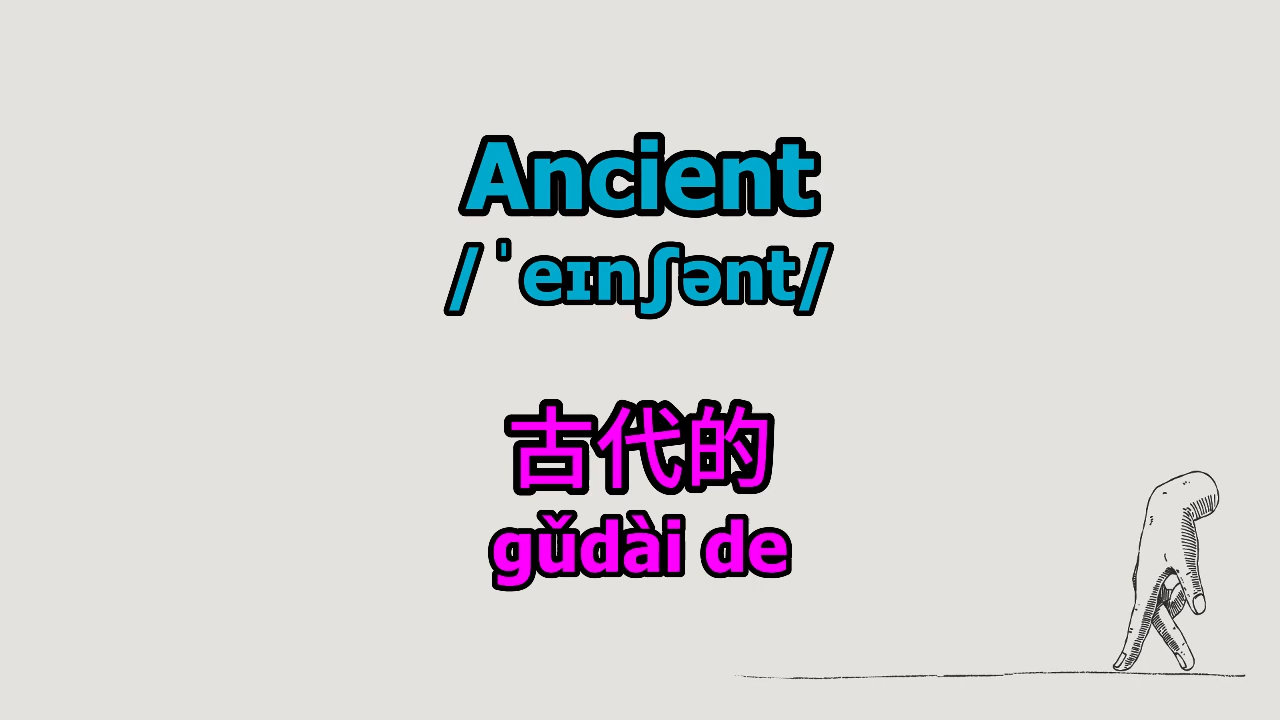 Ancient
/ˈeɪnʃənt/
古代的
gǔdài de